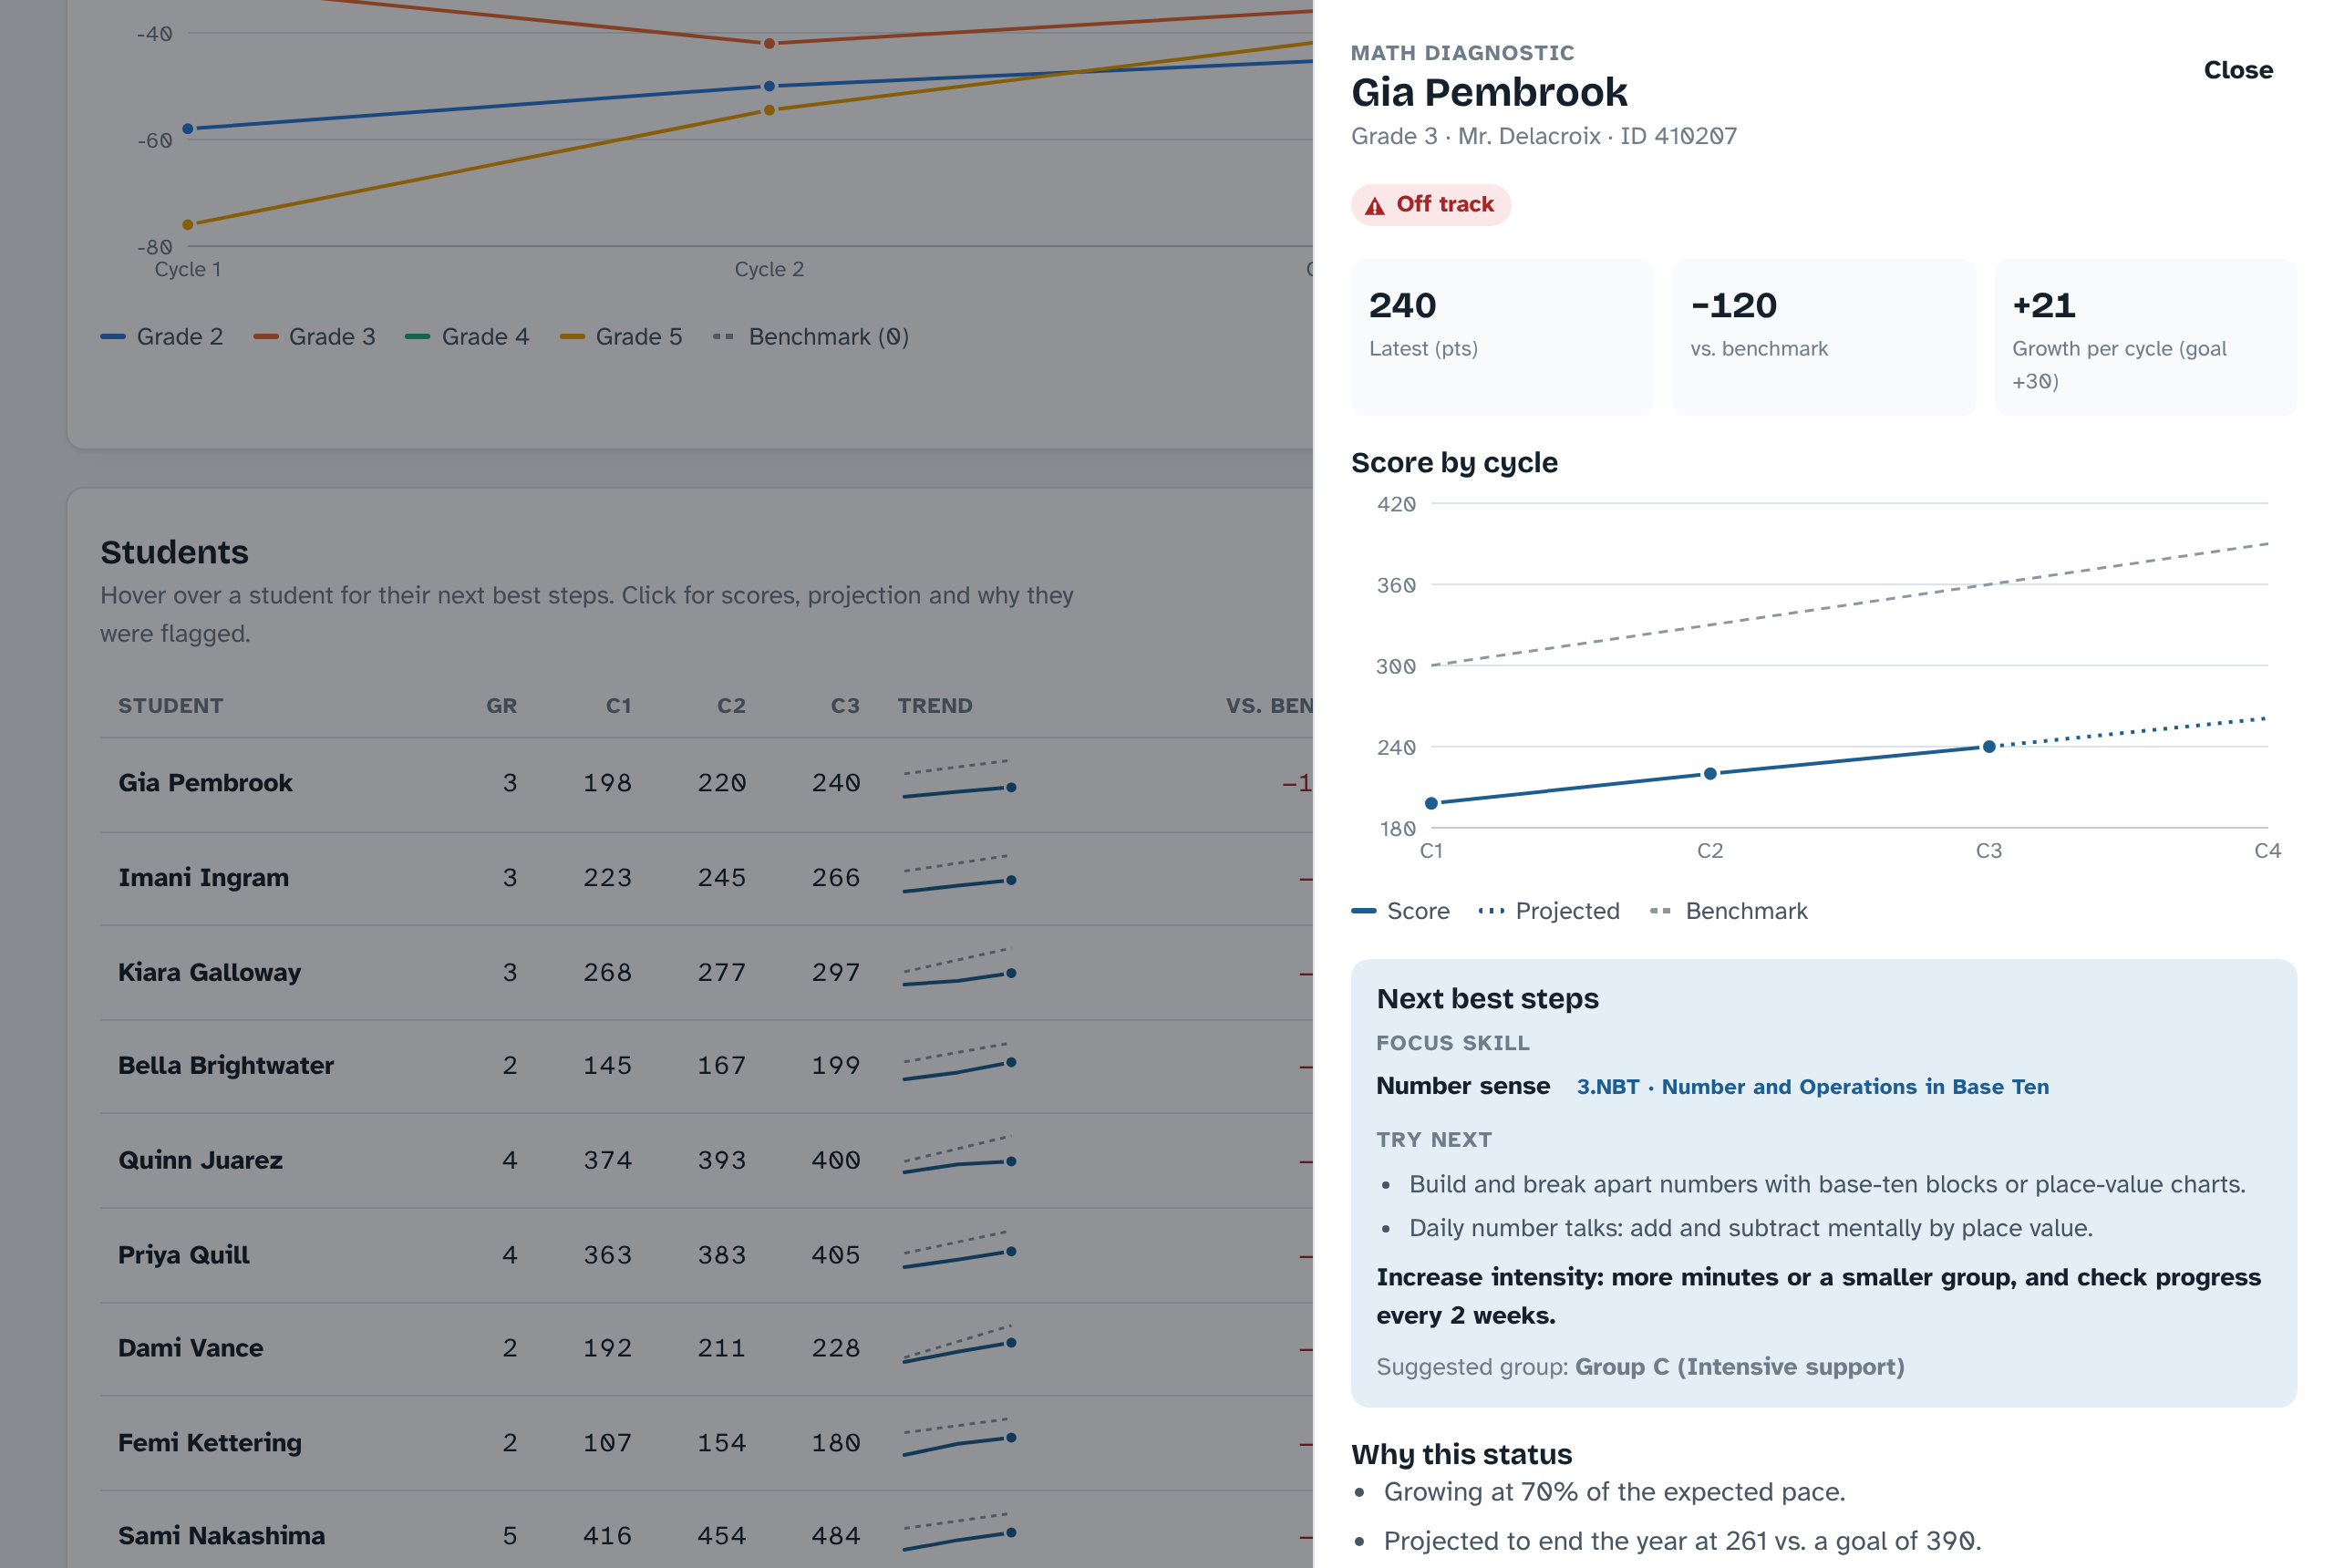 -40
-60
-80
Cycle 1
Cycle 2
Grade 2
Grade 3
Grade 4
Grade 5
Benchmark (0)
Students
Hover over a student for their next best steps. Click for scores, projection and why they
were flagged.
STUDENT GR C1 C2 C3 TREND VS. BEN
Gia Pembrook 3 198 220 240 −1
Imani Ingram 3 223 245 266 −
Kiara Galloway 3 268 277 297 −
Bella Brightwater 2 145 167 199 −
Quinn Juarez 4 374 393 400 −
Priya Quill 4 363 383 405 −
Dami Vance 2 192 211 228 −
Femi Kettering 2 107 154 180 −
Sami Nakashima 5 416 454 484 −
MATH DIAGNOSTIC
Gia Pembrook
Close
Grade 3 · Mr. Delacroix · ID 410207
Off track
240
Latest (pts)
−120
vs. benchmark
+21
Growth per cycle (goal
+30)
Score by cycle
420
360
300
240
180
C1 C2 C3 C4
Score
Projected
Benchmark
Next best steps
FOCUS SKILL
Number sense 3.NBT · Number and Operations in Base Ten
TRY NEXT
• Build and break apart numbers with base-ten blocks or place-value charts.
• Daily number talks: add and subtract mentally by place value.
Increase intensity: more minutes or a smaller group, and check progress
every 2 weeks.
Suggested group: Group C (Intensive support)
Why this status
• Growing at 70% of the expected pace.
• Projected to end the year at 261 vs. a goal of 390.